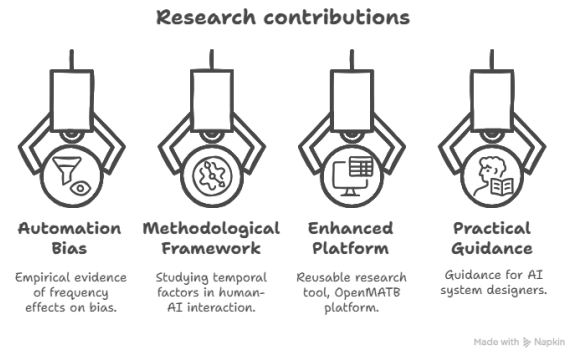 Research contributions
Automation
Bias
Empirical evidence
of frequency
effects on bias.
Methodological
Framework
Studying temporal
factors in human-
AI interaction.
Enhanced
Platform
Reusable research
tool, OpenMATB
platform.
Practical
Guidance
Guidance for AI
system designers.
Made with Napkin